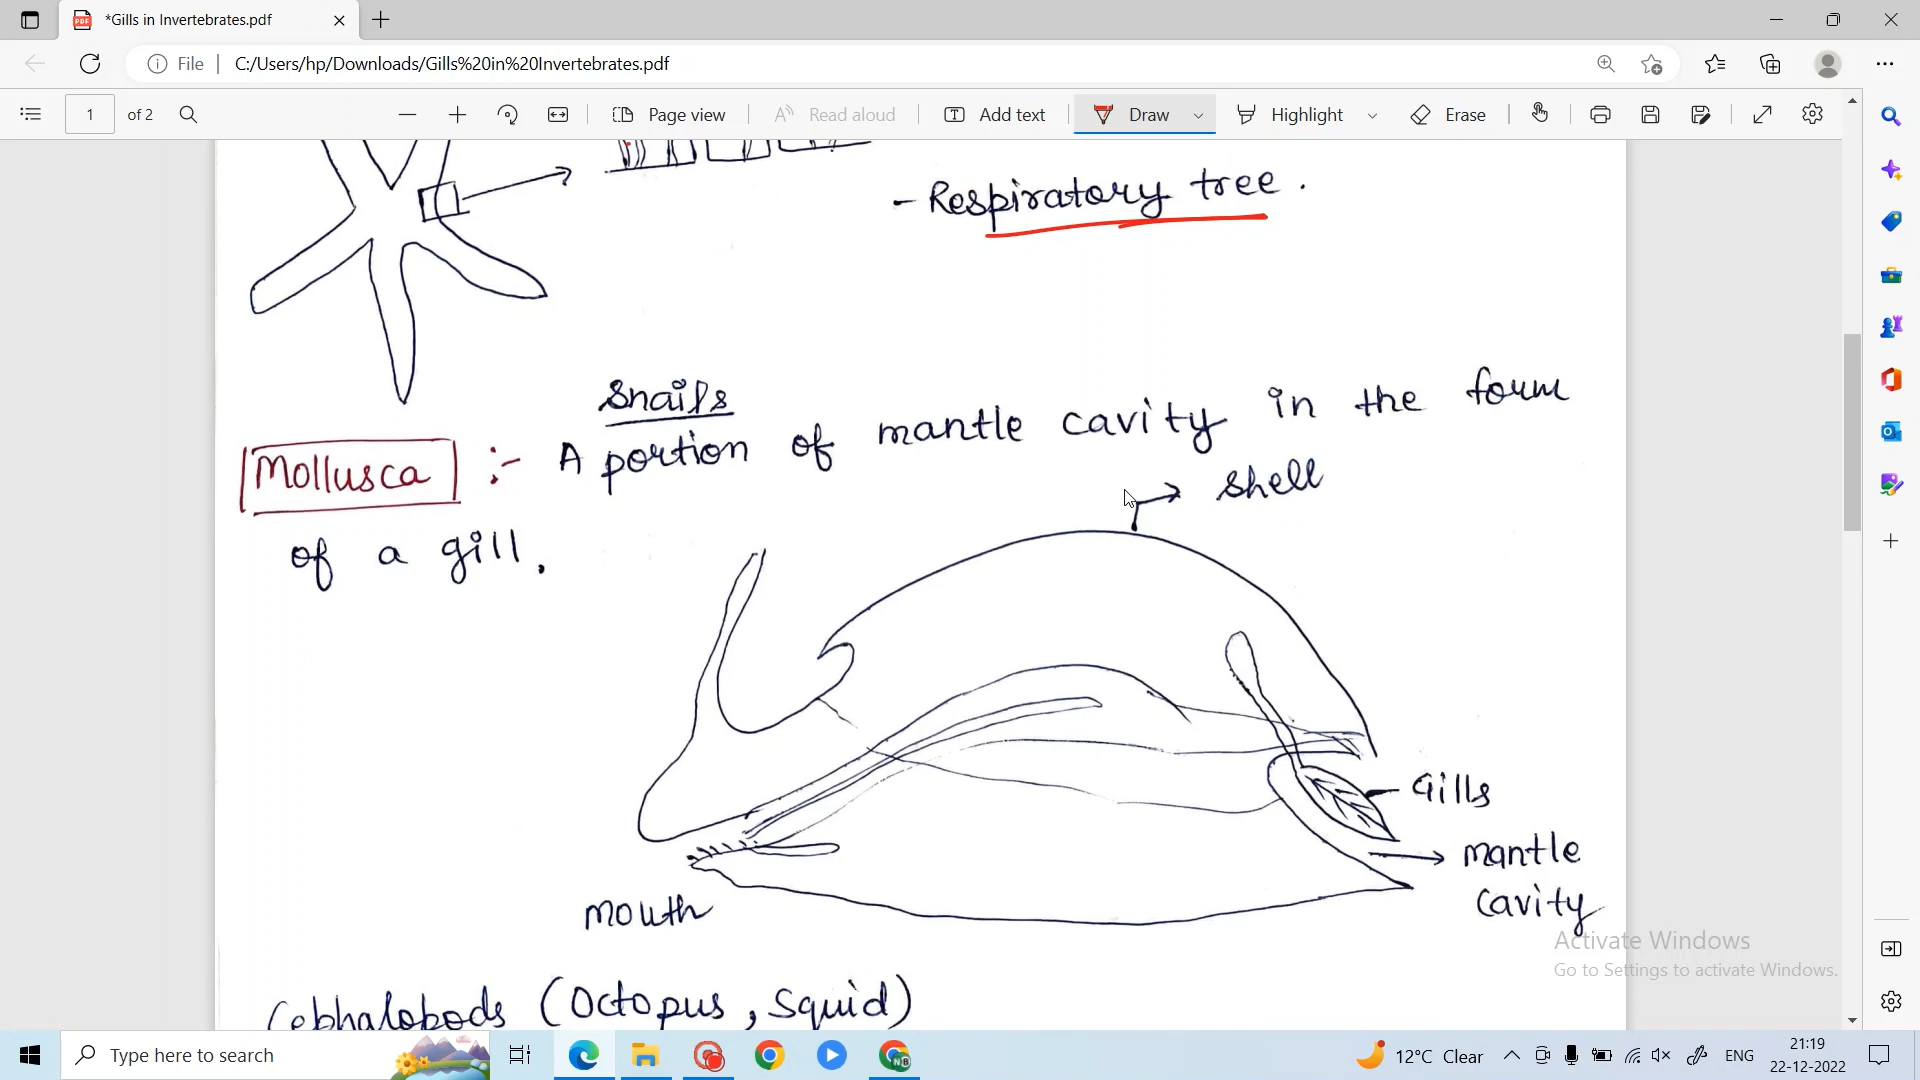 *Gills in Invertebrates.pdf
File
C:/Users/hp/Downloads/Gills%20in%20Invertebrates.pdf
1 of 2
Page view
Read aloud
Add text
Draw
Highlight
Erase
- Respiratory tree .
Snails
Mollusca :- A portion of mantle cavity in the form
of a gill.
shell
Gills
mantle
cavity
mouth
Activate Windows
Go to Settings to activate Windows.
Cephalopods (Octopus, Squid)
Type here to search
12°C Clear
ENG
21:19
22-12-2022